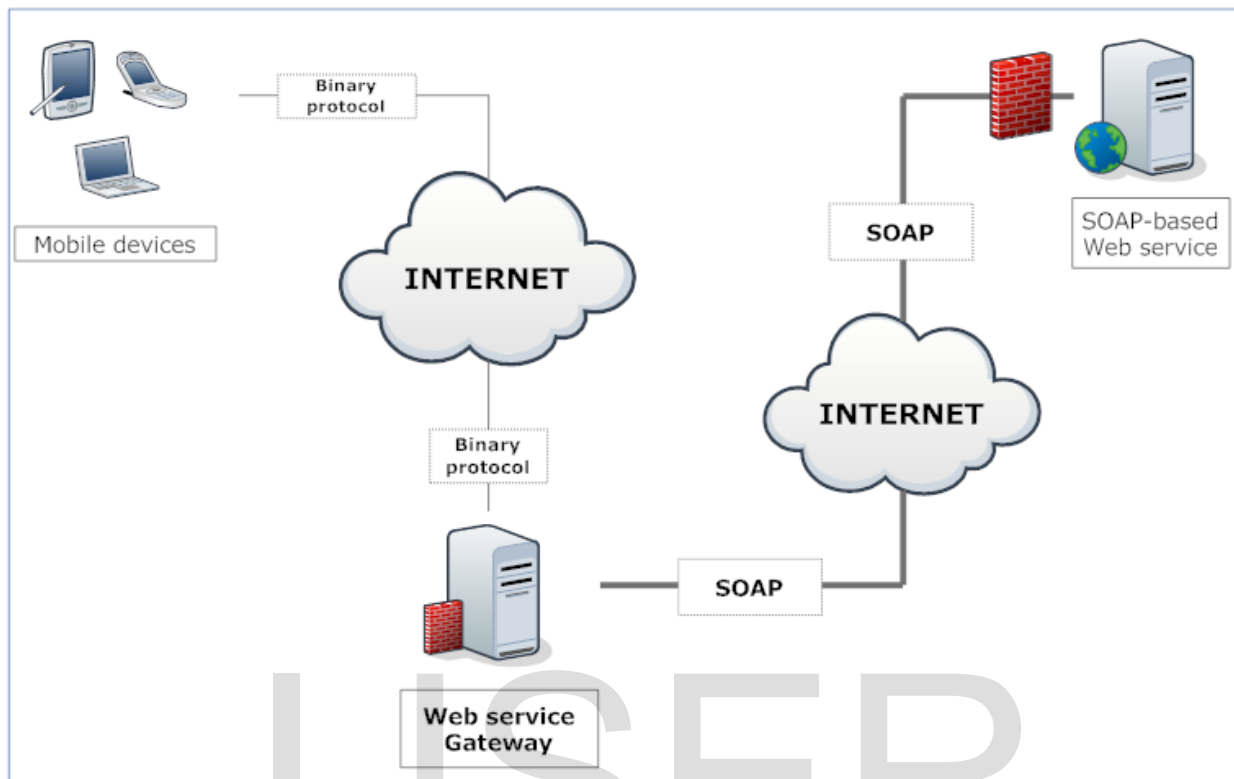 Binary
protocol
Mobile devices
INTERNET
Binary
protocol
Web service
Gateway
SOAP
INTERNET
SOAP
SOAP-based
Web service